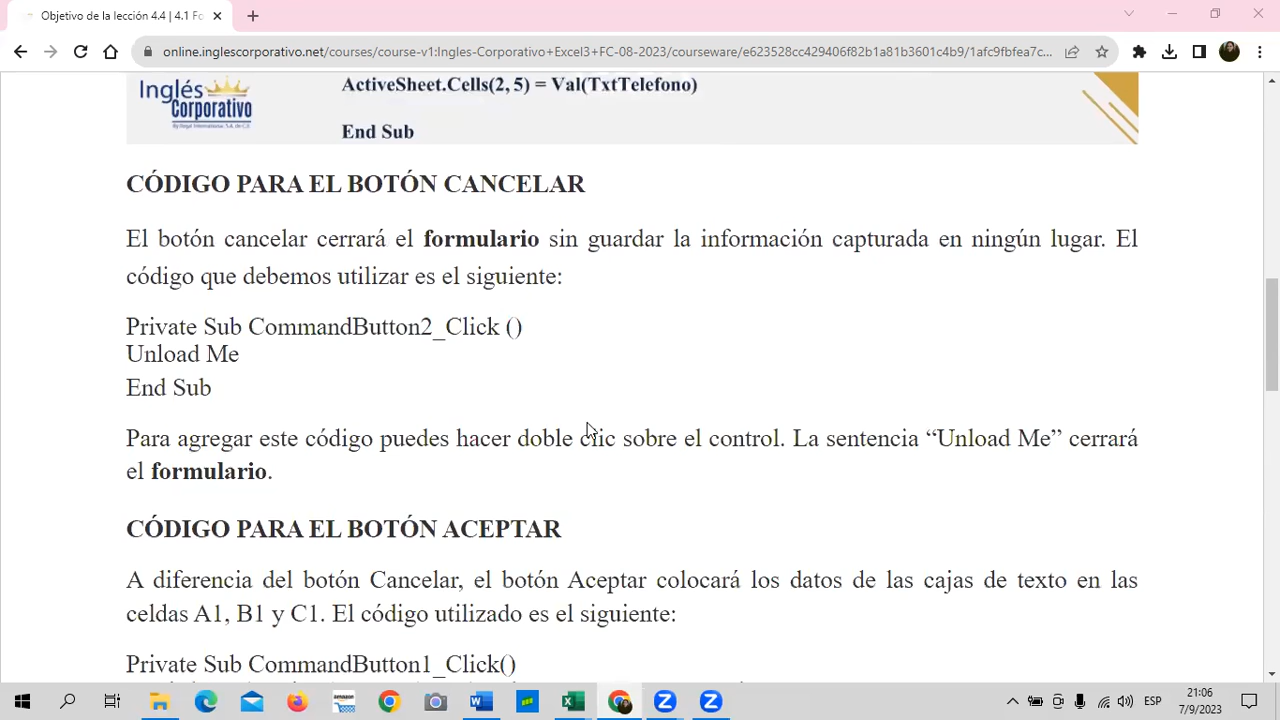 Objetivo de la lección 4.4 | 4.1 Fo
online.inglescorporativo.net/courses/course-v1:Ingles-Corporativo+Excel3+FC-08-2023/courseware/e623528cc429406f82b1a81b3601c4b9/1afc9fbfea7c...
Inglés
Corporativo
ActiveSheet.Cells(2, 5) = Val(TxtTelefono)
End Sub
CÓDIGO PARA EL BOTÓN CANCELAR
El botón cancelar cerrará el formulario sin guardar la información capturada en ningún lugar. El
código que debemos utilizar es el siguiente:
Private Sub CommandButton2_Click ()
Unload Me
End Sub
Para agregar este código puedes hacer doble clic sobre el control. La sentencia “Unload Me” cerrará
el formulario.
CÓDIGO PARA EL BOTÓN ACEPTAR
A diferencia del botón Cancelar, el botón Aceptar colocará los datos de las cajas de texto en las
celdas A1, B1 y C1. El código utilizado es el siguiente:
Private Sub CommandButton1_Click()
amazon
ESP
21:06
7/9/2023